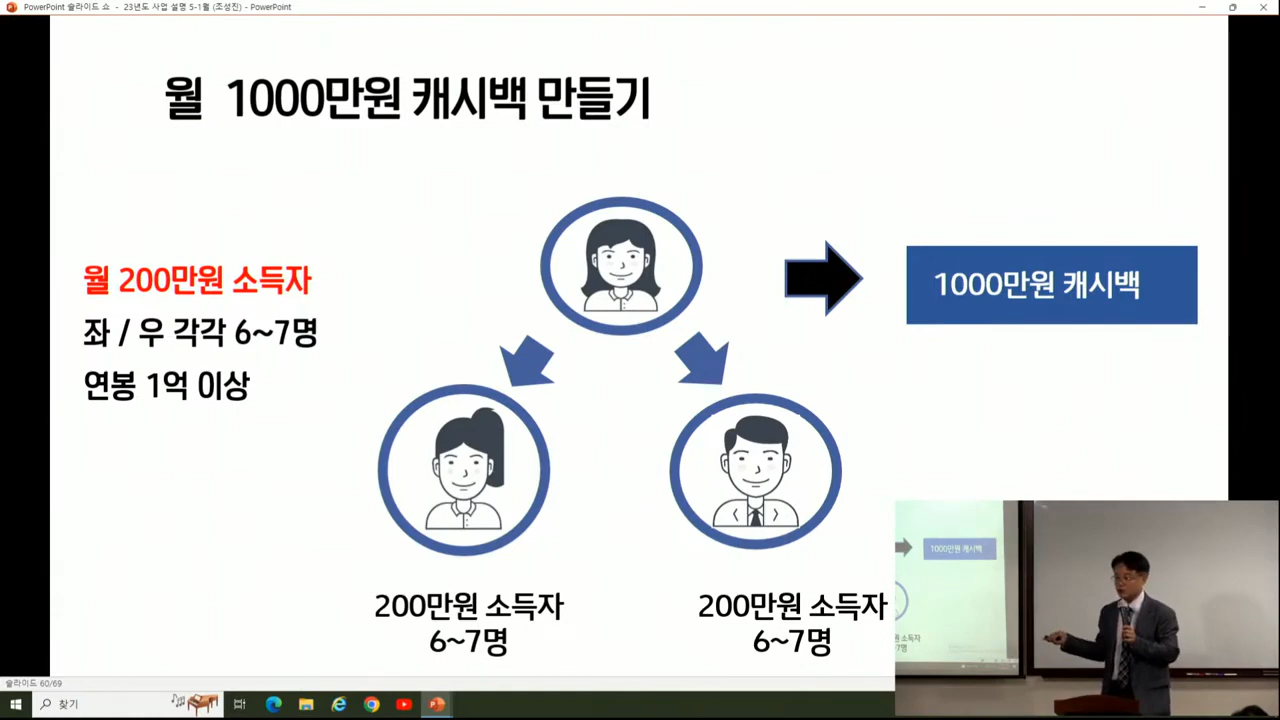 PowerPoint 슬라이드 쇼 - 23년도 사업 설명 5-1월 (조성진) - PowerPoint
월 1000만원 캐시백 만들기
월 200만원 소득자
좌 / 우 각각 6~7명
연봉 1억 이상
1000만원 캐시백
200만원 소득자
6~7명
200만원 소득자
6~7명
1000만원 캐시백
소득자
7명
슬라이드 60/69
찾기